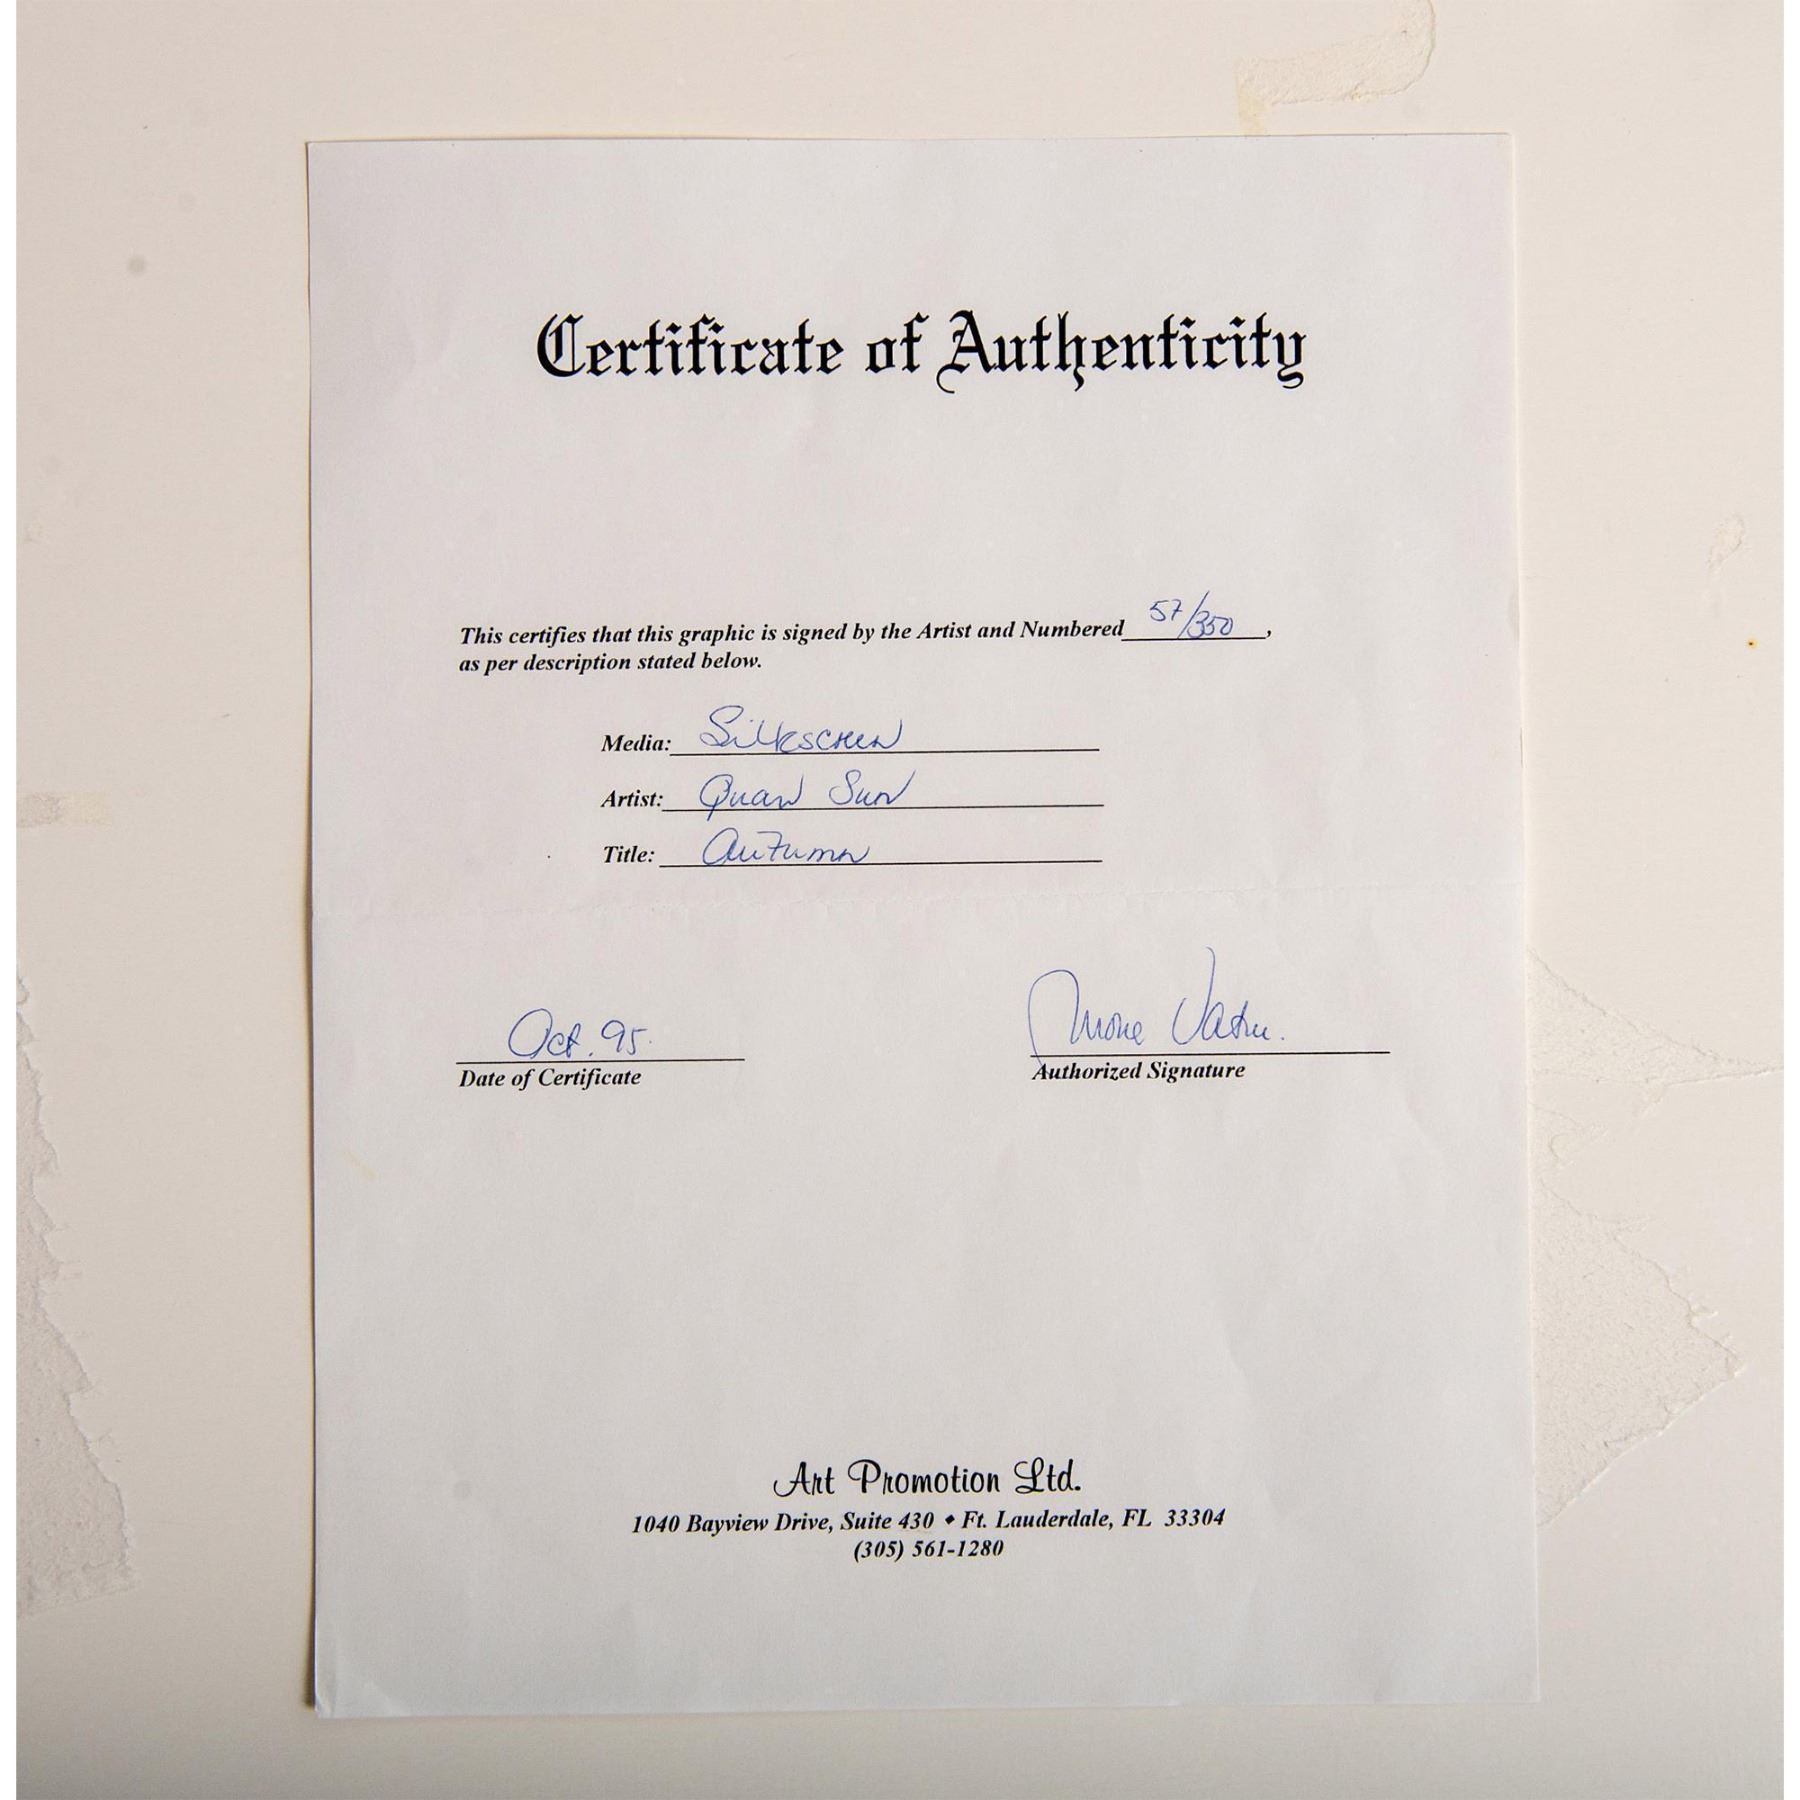 Certificate of Authenticity
This certifies that this graphic is signed by the Artist and Numbered 57/350,
as per description stated below.
Media: Silkscreen
Artist: Quan Sun
Title: Autumn
Oct. 95.
Date of Certificate
Authorized Signature
Art Promotion Ltd.
1040 Bayview Drive, Suite 430 ♦ Ft. Lauderdale, FL 33304
(305) 561-1280